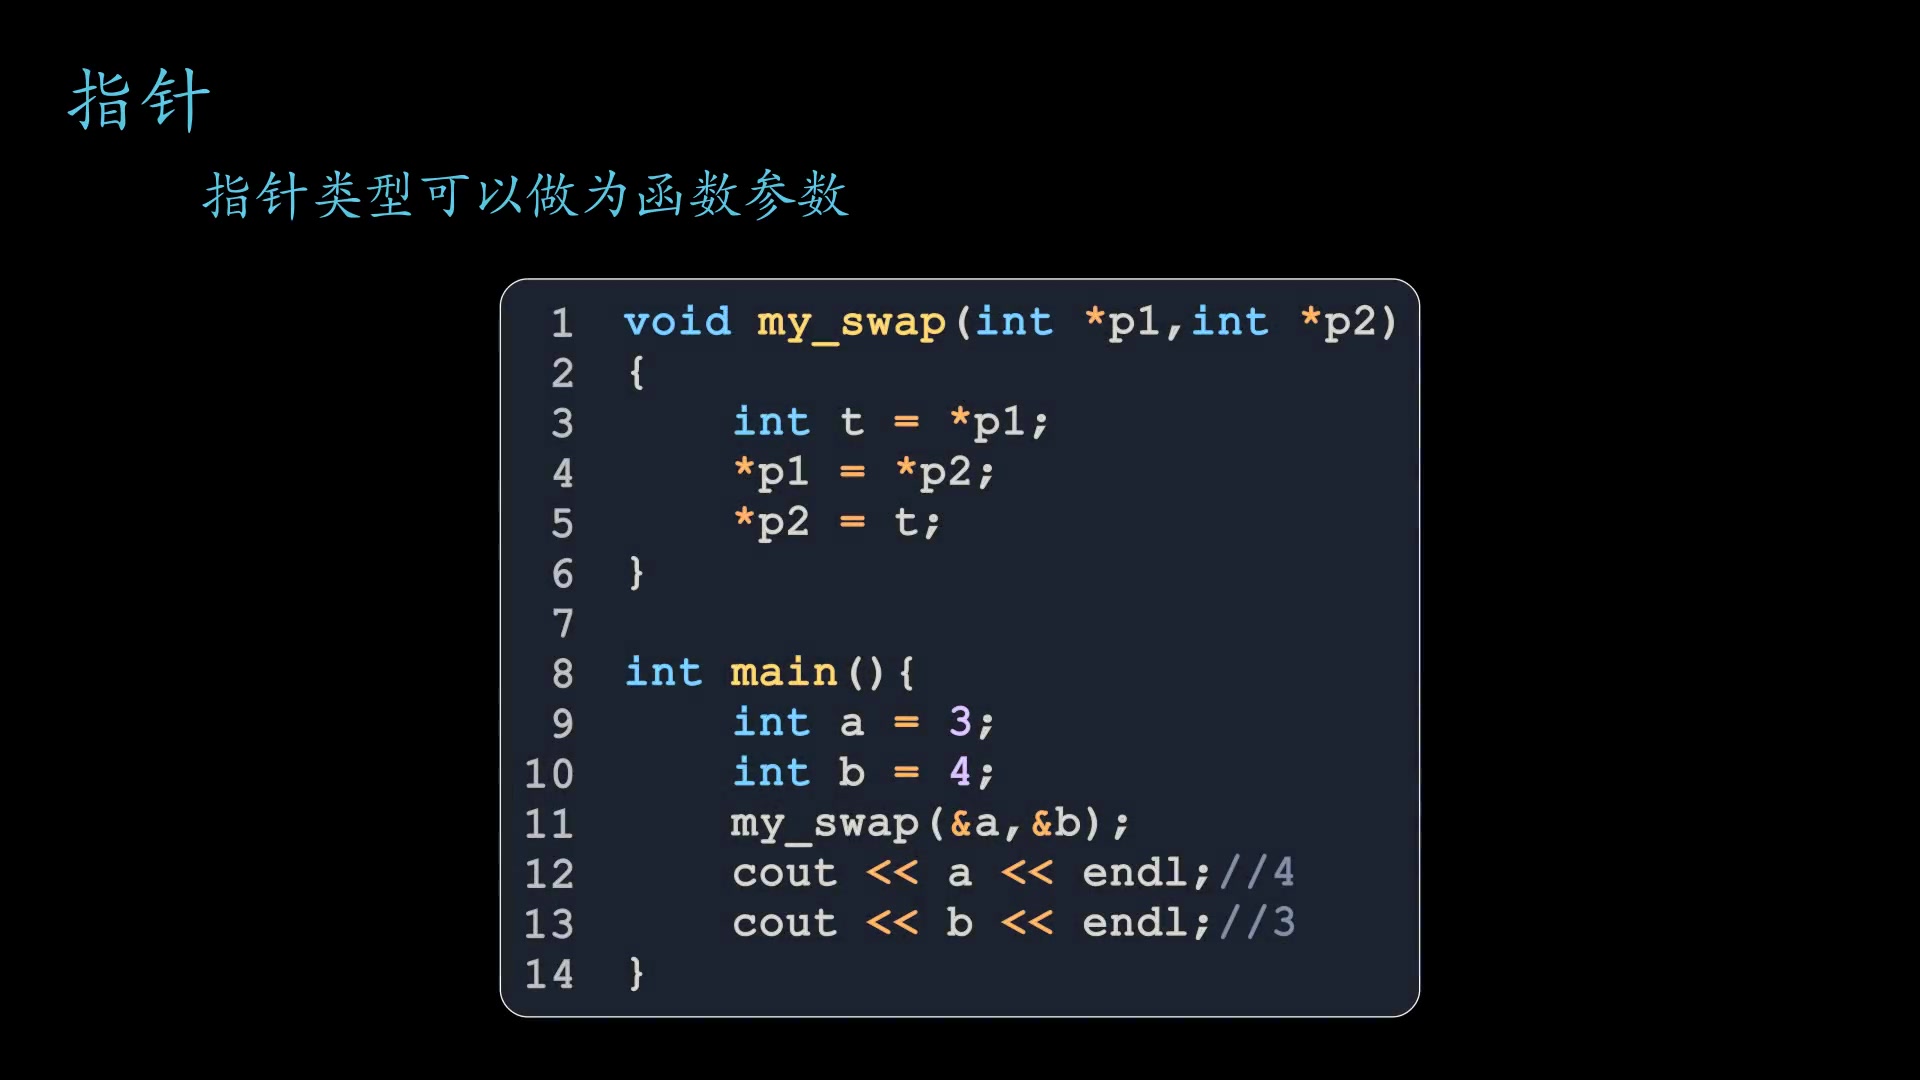 指针
指针类型可以做为函数参数
1 void my_swap(int *p1,int *p2)
2 {
3     int t = *p1;
4     *p1 = *p2;
5     *p2 = t;
6 }
7
8 int main(){
9     int a = 3;
10     int b = 4;
11     my_swap(&a,&b);
12     cout << a << endl;//4
13     cout << b << endl;//3
14 }